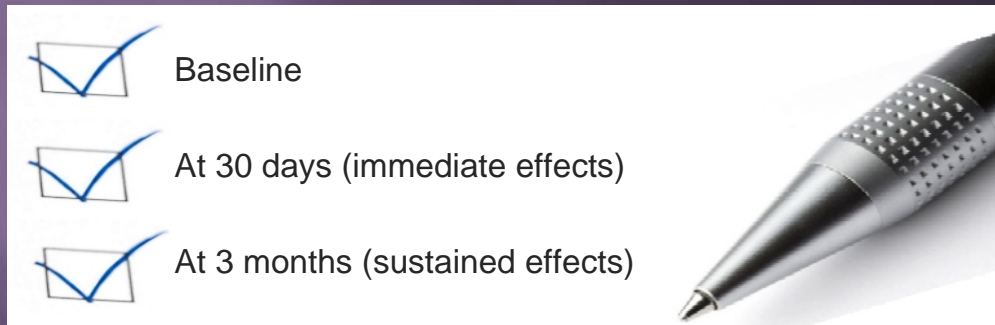 Baseline
At 30 days (immediate effects)
At 3 months (sustained effects)